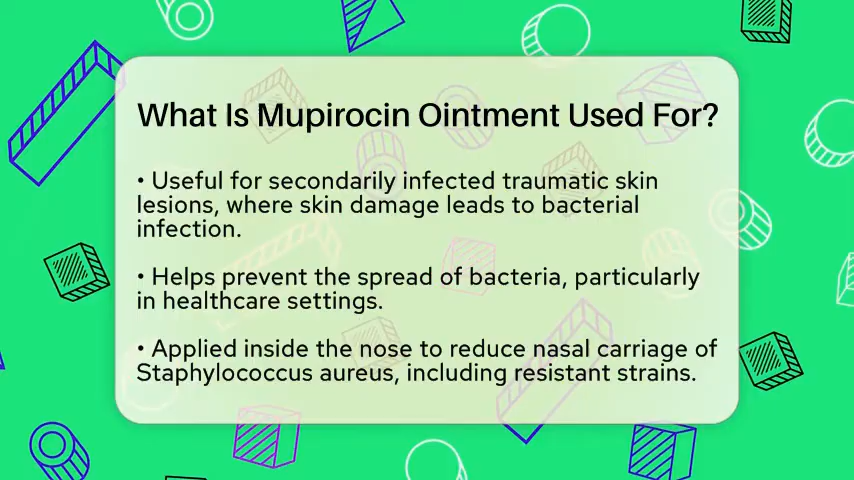 What Is Mupirocin Ointment Used For?
• Useful for secondarily infected traumatic skin
lesions, where skin damage leads to bacterial
infection.
• Helps prevent the spread of bacteria, particularly
in healthcare settings.
• Applied inside the nose to reduce nasal carriage of
Staphylococcus aureus, including resistant strains.